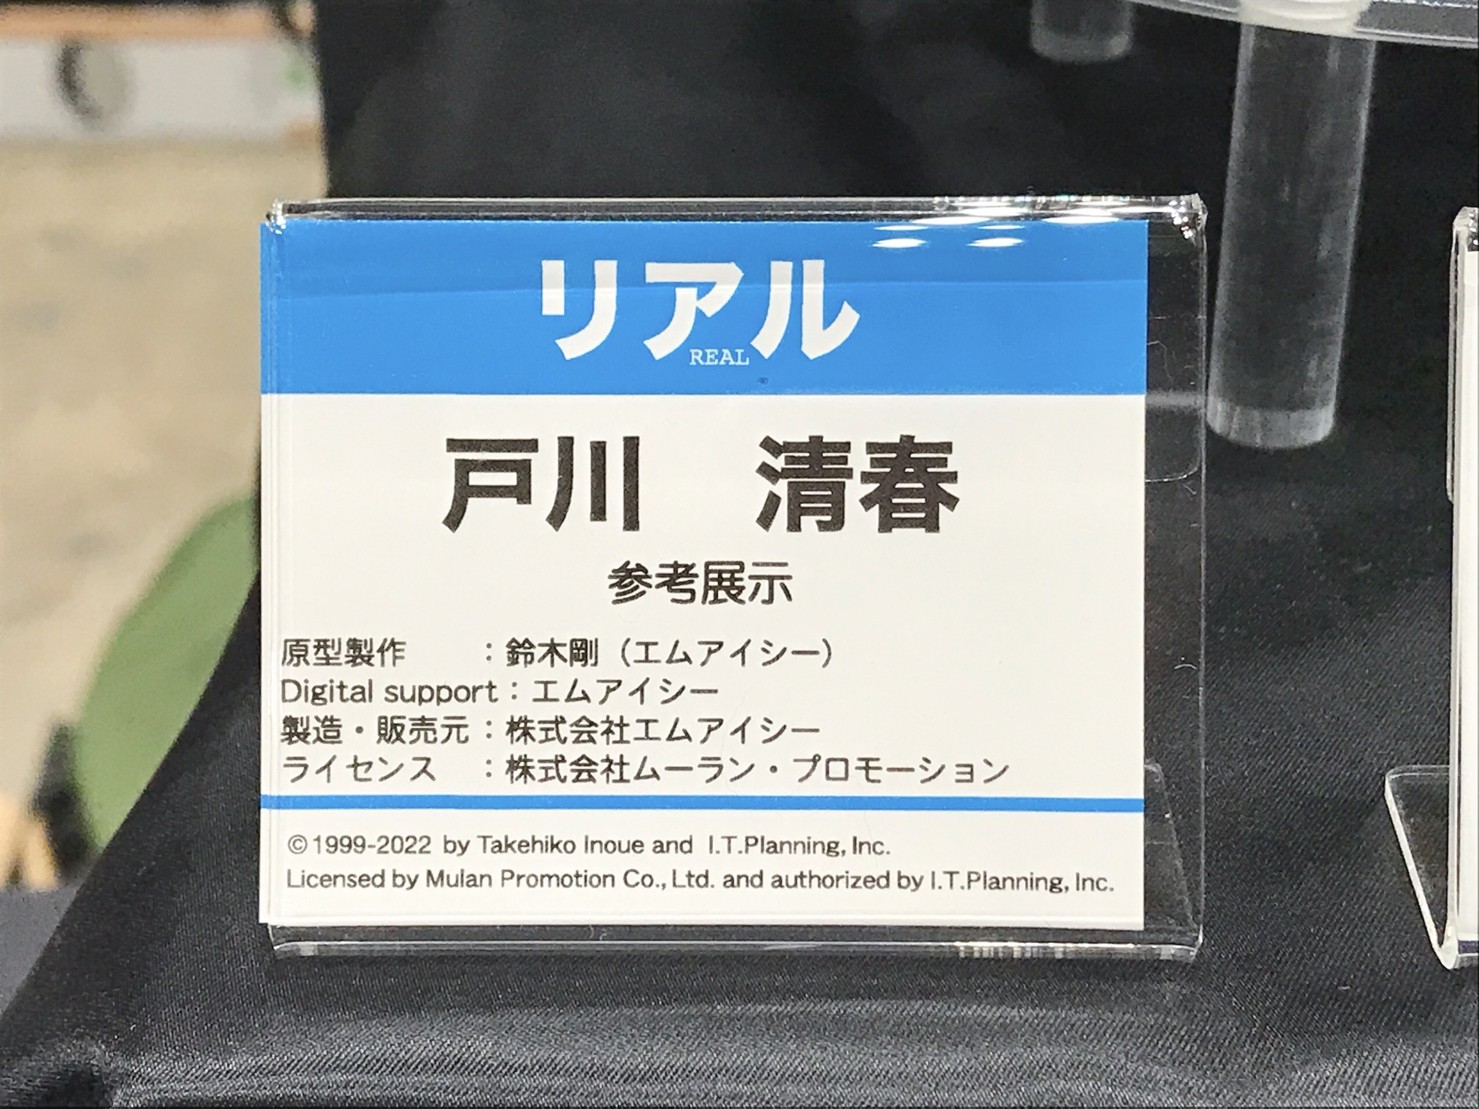 リアル
REAL
戸川　清春
参考展示
原型製作　　：鈴木剛（エムアイシー）
Digital support：エムアイシー
製造・販売元：株式会社エムアイシー
ライセンス　：株式会社ムーラン・プロモーション
©1999-2022 by Takehiko Inoue and I.T.Planning, Inc.
Licensed by Mulan Promotion Co., Ltd. and authorized by I.T.Planning, Inc.